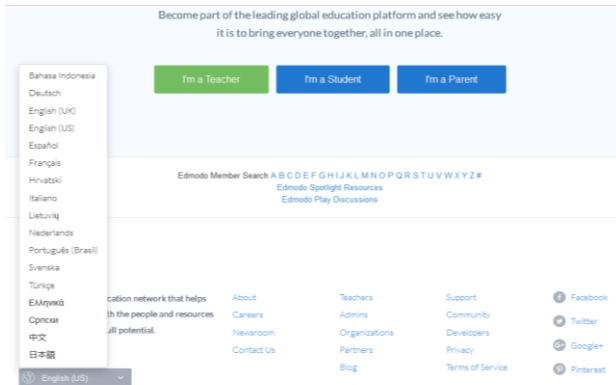 Become part of the leading global education platform and see how easy
it is to bring everyone together, all in one place.
I'm a Teacher
I'm a Student
I'm a Parent
Bahasa Indonesia
Deutsch
English (UK)
English (US)
Español
Français
Hrvatski
Italiano
Lietuvių
Nederlands
Português (Brasil)
Svenska
Türkçe
Ελληνικά
Српски
中文
日本語
English (US)
Edmodo Member Search A B C D E F G H I J K L M N O P Q R S T U V W X Y Z #
Edmodo Spotlight Resources
Edmodo Play Discussions
cation network that helps
th the people and resources
ull potential.
About
Careers
Newsroom
Contact Us
Teachers
Admins
Organizations
Partners
Blog
Support
Community
Developers
Privacy
Terms of Service
Facebook
Twitter
Google+
Pinterest